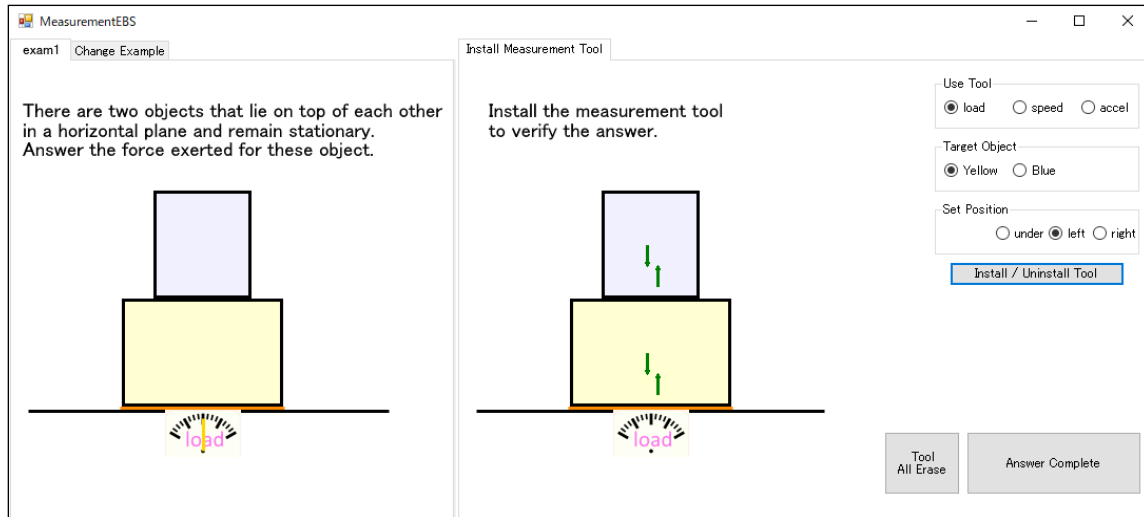 MeasurementEBS
exam1
Change Example
There are two objects that lie on top of each other
in a horizontal plane and remain stationary.
Answer the force exerted for these object.
load
Install Measurement Tool
Install the measurement tool
to verify the answer.
load
Use Tool
load
speed
accel
Target Object
Yellow
Blue
Set Position
under
left
right
Install / Uninstall Tool
Tool
All Erase
Answer Complete